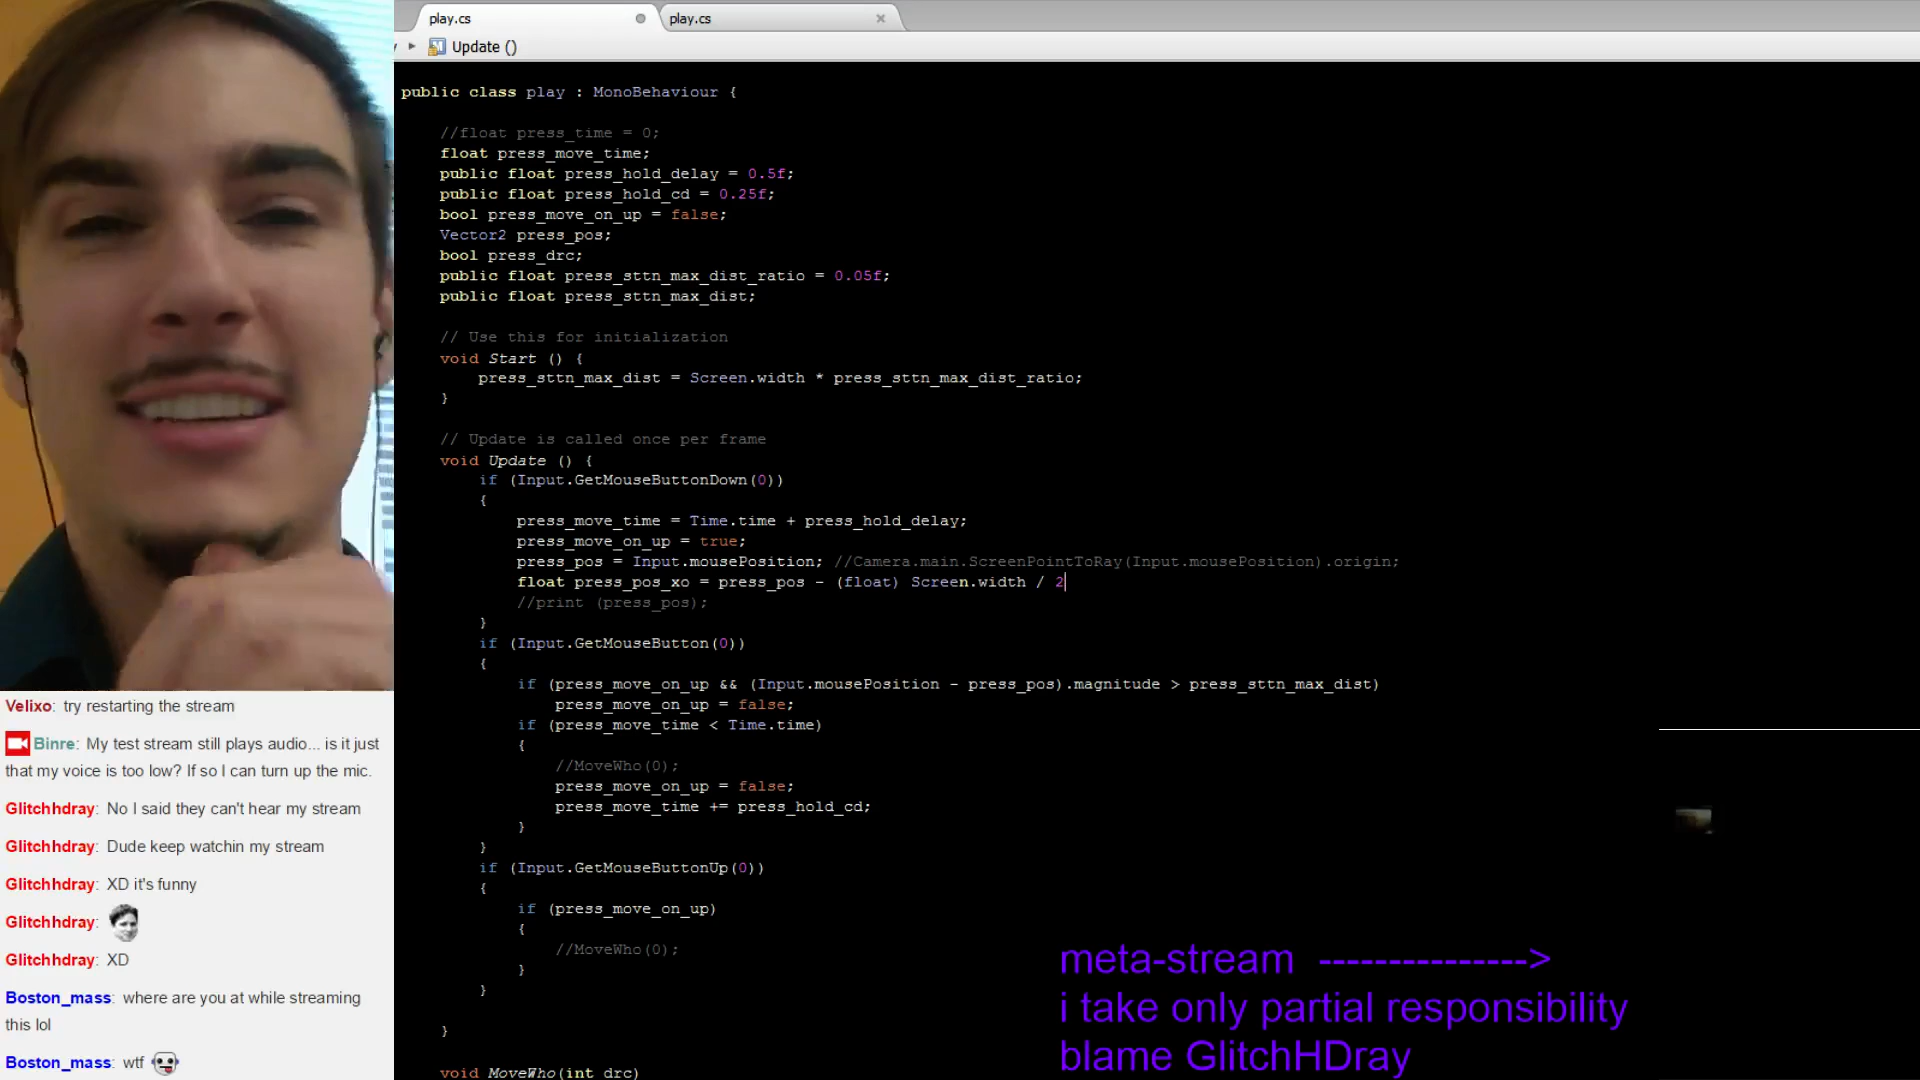 play.cs
play.cs
Update ()
public class play : MonoBehaviour {
//float press_time = 0;
float press_move_time;
public float press_hold_delay = 0.5f;
public float press_hold_cd = 0.25f;
bool press_move_on_up = false;
Vector2 press_pos;
bool press_drc;
public float press_sttn_max_dist_ratio = 0.05f;
public float press_sttn_max_dist;
// Use this for initialization
void Start () {
press_sttn_max_dist = Screen.width * press_sttn_max_dist_ratio;
}
// Update is called once per frame
void Update () {
if (Input.GetMouseButtonDown(0))
{
press_move_time = Time.time + press_hold_delay;
press_move_on_up = true;
press_pos = Input.mousePosition; //Camera.main.ScreenPointToRay(Input.mousePosition).origin;
float press_pos_xo = press_pos - (float) Screen.width / 2
//print (press_pos);
}
if (Input.GetMouseButton(0))
{
if (press_move_on_up && (Input.mousePosition - press_pos).magnitude > press_sttn_max_dist)
press_move_on_up = false;
if (press_move_time < Time.time)
{
//MoveWho(0);
press_move_on_up = false;
press_move_time += press_hold_cd;
}
}
if (Input.GetMouseButtonUp(0))
{
if (press_move_on_up)
{
//MoveWho(0);
}
}
}
void MoveWho(int drc)
Velixo: try restarting the stream
Binre: My test stream still plays audio... is it just
that my voice is too low? If so I can turn up the mic.
Glitchhdray: No I said they can't hear my stream
Glitchhdray: Dude keep watchin my stream
Glitchhdray: XD it's funny
Glitchhdray:
Glitchhdray: XD
Boston_mass: where are you at while streaming
this lol
Boston_mass: wtf
meta-stream --------------->
i take only partial responsibility
blame GlitchHDray